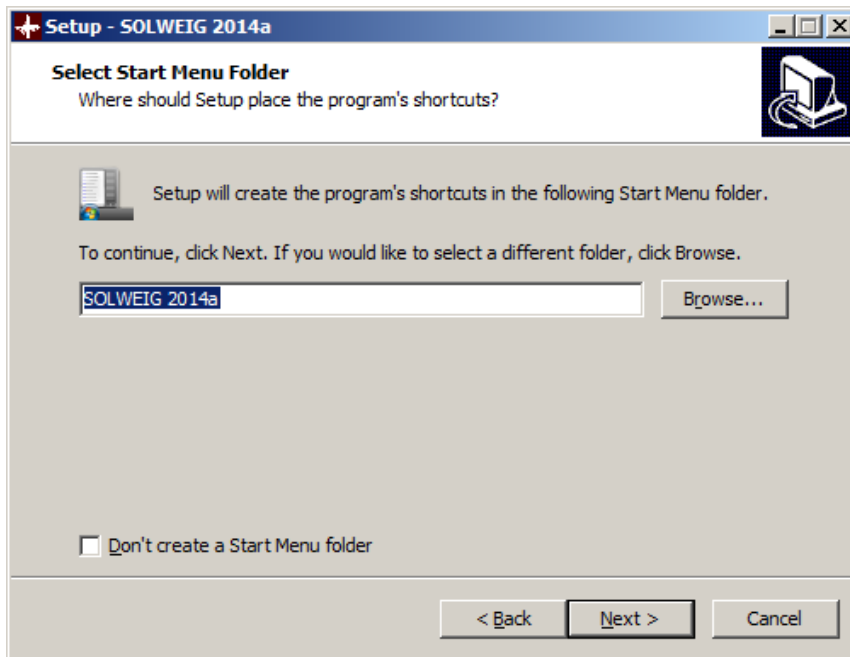 Setup - SOLWEIG 2014a
Select Start Menu Folder
Where should Setup place the program's shortcuts?
Setup will create the program's shortcuts in the following Start Menu folder.
To continue, click Next. If you would like to select a different folder, click Browse.
SOLWEIG 2014a
Browse...
Don't create a Start Menu folder
< Back
Next >
Cancel